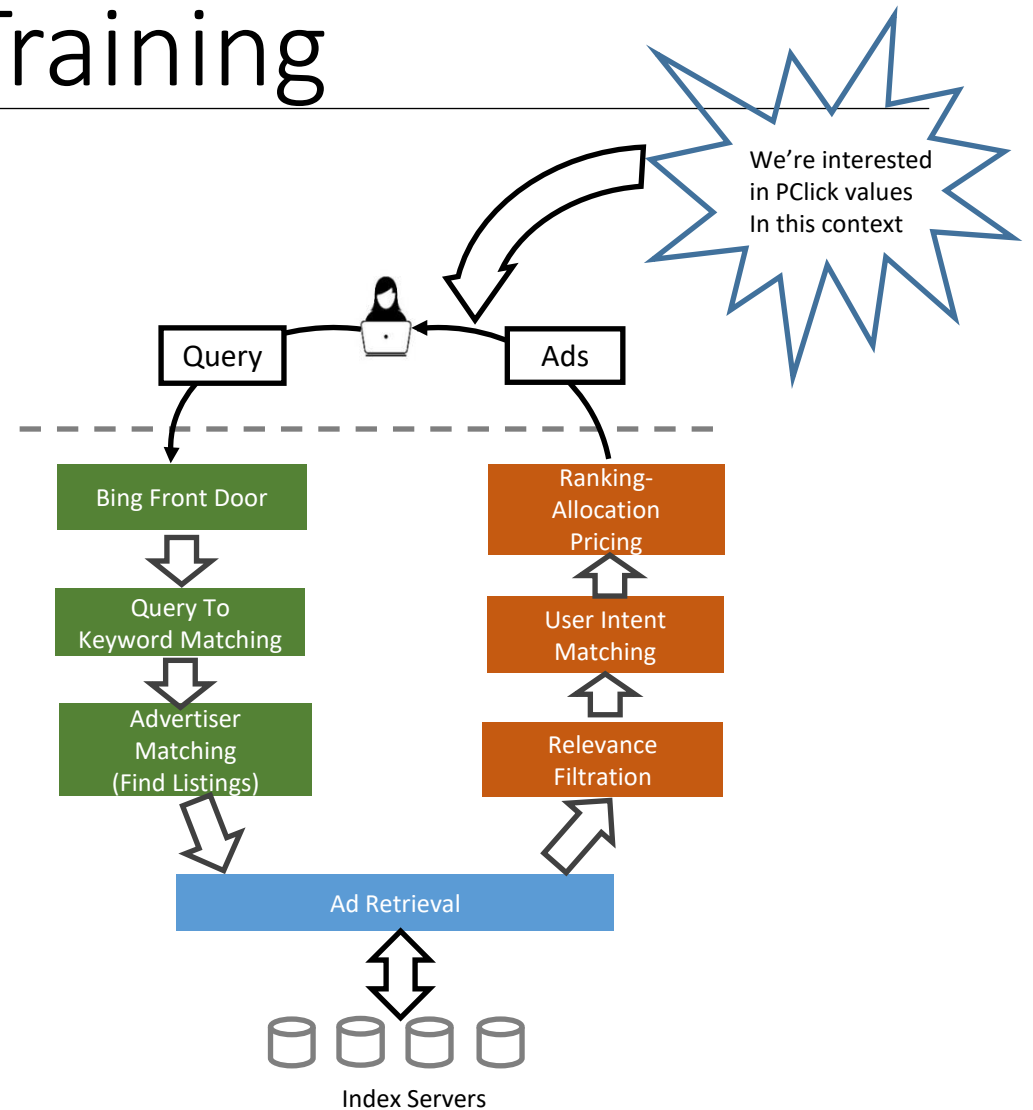 Training
We're interested
in PClick values
In this context
Query
Ads
Bing Front Door
Query To
Keyword Matching
Advertiser
Matching
(Find Listings)
Ranking-
Allocation
Pricing
User Intent
Matching
Relevance
Filtration
Ad Retrieval
Index Servers